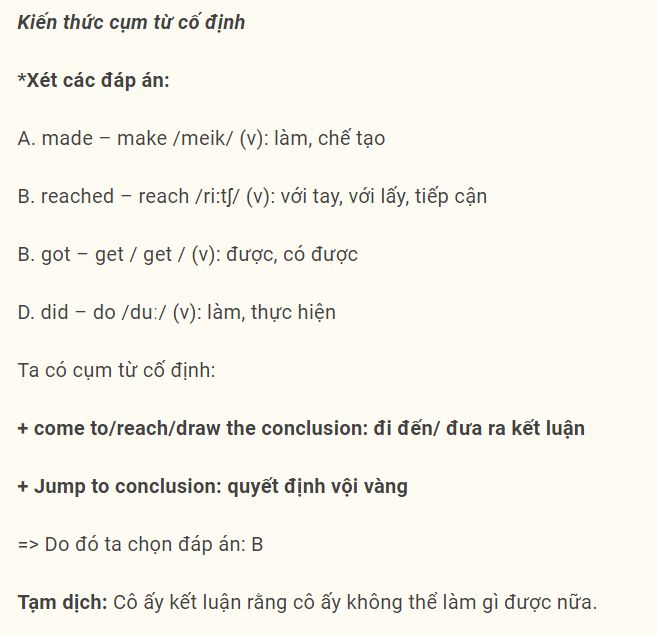 Kiến thức cụm từ cố định
*Xét các đáp án:
A. made – make /meik/ (v): làm, chế tạo
B. reached – reach /ri:tʃ/ (v): với tay, với lấy, tiếp cận
B. got – get / get / (v): được, có được
D. did – do /duː/ (v): làm, thực hiện
Ta có cụm từ cố định:
+ come to/reach/draw the conclusion: đi đến/ đưa ra kết luận
+ Jump to conclusion: quyết định vội vàng
=> Do đó ta chọn đáp án: B
Tạm dịch: Cô ấy kết luận rằng cô ấy không thể làm gì được nữa.